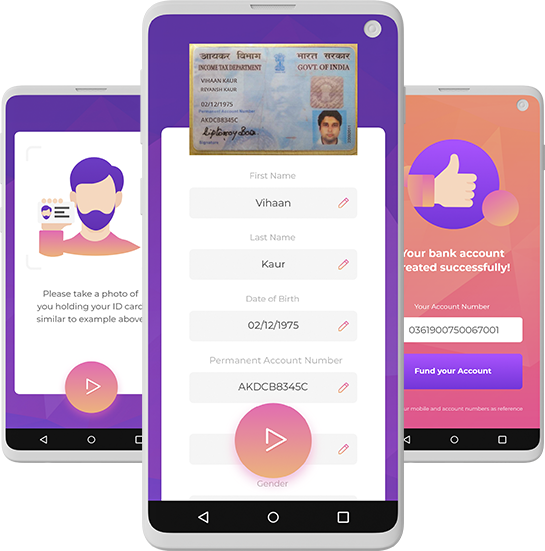 Please take a photo of
you holding your ID card
similar to example above
आयकर विभाग
INCOME TAX DEPARTMENT
भारत सरकार
GOVT. OF INDIA
VIHAAN KAUR
REYANSH KAUR
02/12/1975
Permanent Account Number
AKDCB8345C
Signature
First Name
Vihaan
Last Name
Kaur
Date of Birth
02/12/1975
Permanent Account Number
AKDCB8345C
Gender
Your bank account
created successfully!
Your Account Number
0361900750067001
Fund your Account
your mobile and account numbers as reference